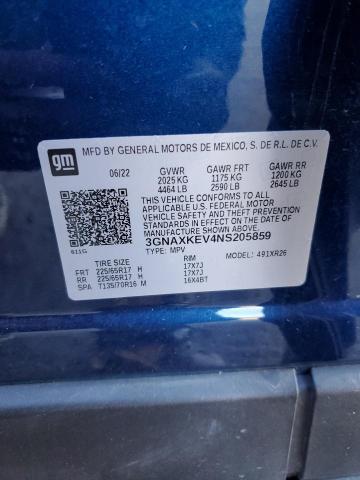 gm
MFD BY GENERAL MOTORS DE MEXICO, S. DE R.L. DE C.V.
06/22 GVWR GAWR FRT GAWR RR
2025 KG 1175 KG 1200 KG
4464 LB 2590 LB 2645 LB
THIS VEHICLE CONFORMS TO ALL APPLICABLE
U.S. FEDERAL MOTOR VEHICLE SAFETY, BUMPER,
AND THEFT PREVENTION STANDARDS IN EFFECT ON
THE DATE OF MANUFACTURE SHOWN ABOVE.
3GNAXKEV4NS205859
611G TYPE: MPV 491XR26
TIRE SIZE RIM
FRT 225/65R17 H 17X7J
RR 225/65R17 H 17X7J
SPA T135/70R16 M 16X4BT